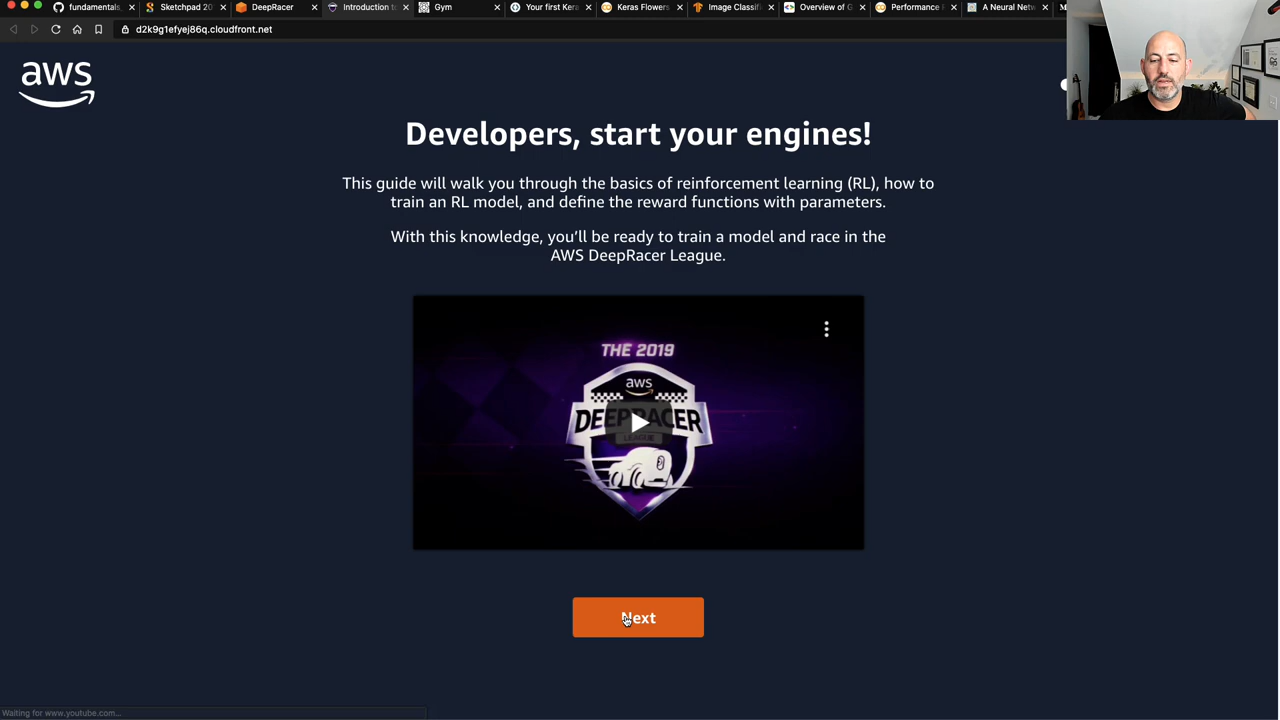 fundamentals_
Sketchpad 20
DeepRacer
Introduction to
Gym
Your first Kera
Keras Flowers
Image Classifi
Overview of G
Performance R
A Neural Netw
d2k9g1efyej86q.cloudfront.net
aws
Developers, start your engines!
This guide will walk you through the basics of reinforcement learning (RL), how to
train an RL model, and define the reward functions with parameters.
With this knowledge, you'll be ready to train a model and race in the
AWS DeepRacer League.
THE 2019
aws
DEEPRACER
LEAGUE
Next
Waiting for www.youtube.com...